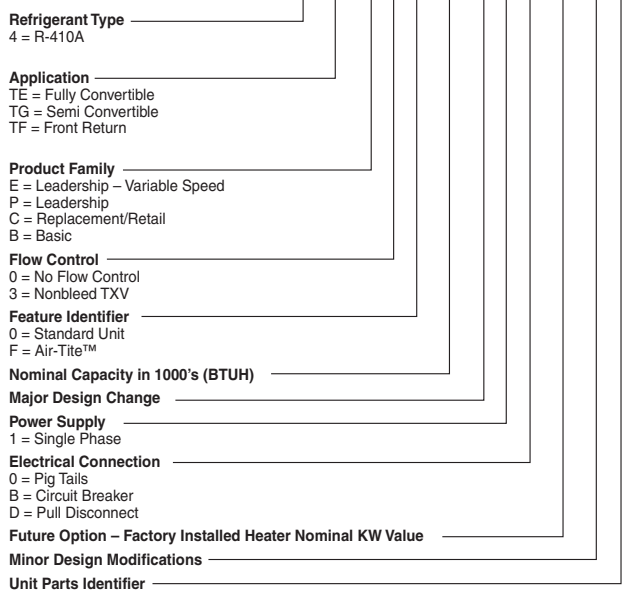 Refrigerant Type
4 = R-410A
Application
TE = Fully Convertible
TG = Semi Convertible
TF = Front Return
Product Family
E = Leadership – Variable Speed
P = Leadership
C = Replacement/Retail
B = Basic
Flow Control
0 = No Flow Control
3 = Nonbleed TXV
Feature Identifier
0 = Standard Unit
F = Air-Tite™
Nominal Capacity in 1000's (BTUH)
Major Design Change
Power Supply
1 = Single Phase
Electrical Connection
0 = Pig Tails
B = Circuit Breaker
D = Pull Disconnect
Future Option – Factory Installed Heater Nominal KW Value
Minor Design Modifications
Unit Parts Identifier